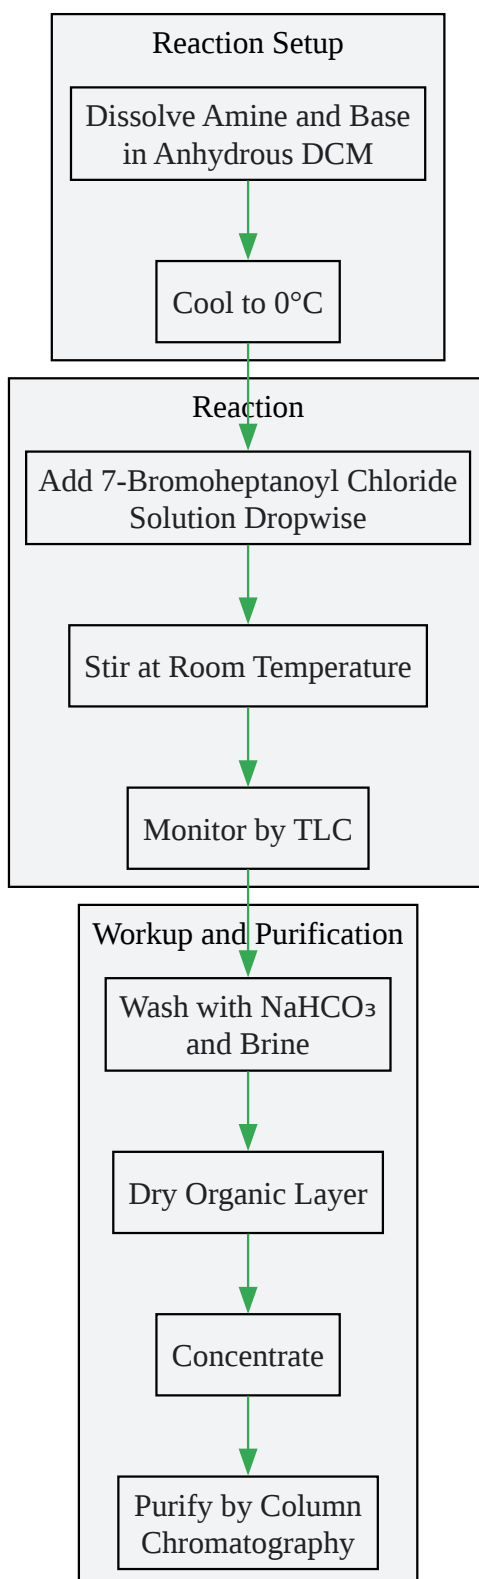 Reaction Setup
Dissolve Amine and Base
in Anhydrous DCM
Cool to 0°C
Reaction
Add 7-Bromoheptanoyl Chloride
Solution Dropwise
Stir at Room Temperature
Monitor by TLC
Workup and Purification
Wash with NaHCO₃
and Brine
Dry Organic Layer
Concentrate
Purify by Column
Chromatography